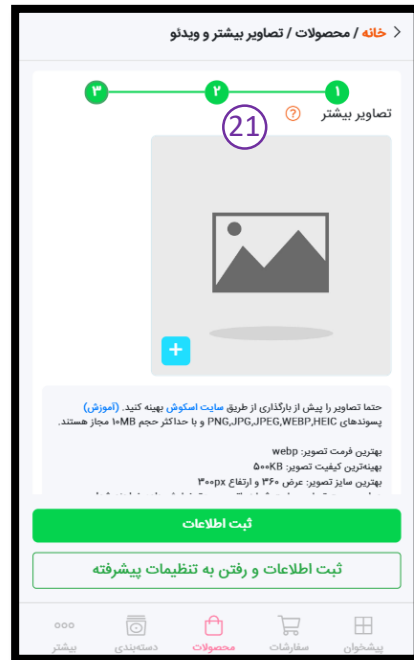 خانه / محصولات / تصاویر بیشتر و ویدئو
۱ ۲ ۳
تصاویر بیشتر ?
21
+
حتما تصاویر را پیش از بارگذاری از طریق سایت اسکوش بهینه کنید. (آموزش)
پسوندهای PNG,JPG,JPEG,WEBP,HEIC و با حداکثر حجم ۱۰MB مجاز هستند.
بهترین فرمت تصویر: webp
بهینه‌ترین کیفیت تصویر: ۵۰۰KB
بهترین سایز تصویر: عرض ۳۶۰ و ارتفاع ۳۰۰px
ثبت اطلاعات
ثبت اطلاعات و رفتن به تنظیمات پیشرفته
پیشخوان سفارشات محصولات دسته‌بندی بیشتر